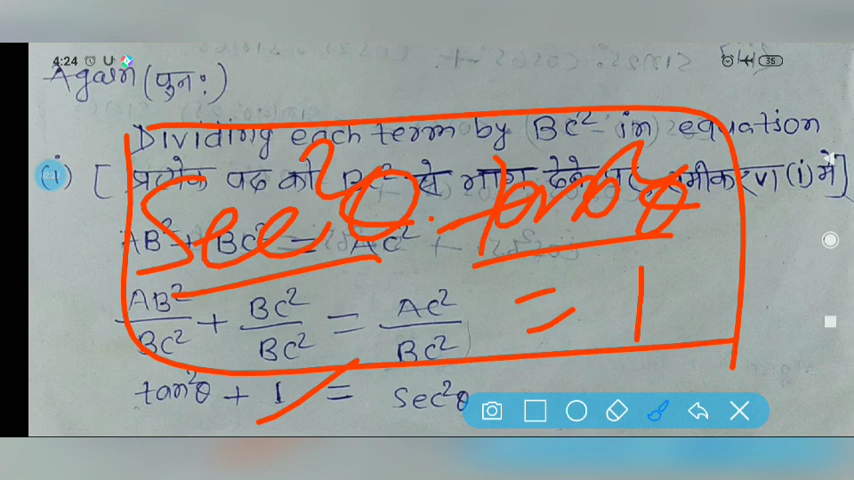 4:24
35
Again (पुनः)
Dividing each term by BC² in equation
(i) [प्रत्येक पद को BC² से भाग देने पर समीकरण (i) में]
AB² + BC² = AC²
AB²/BC² + BC²/BC² = AC²/BC²
tan²θ + 1 = sec²θ
Sec²θ - tan²θ = 1